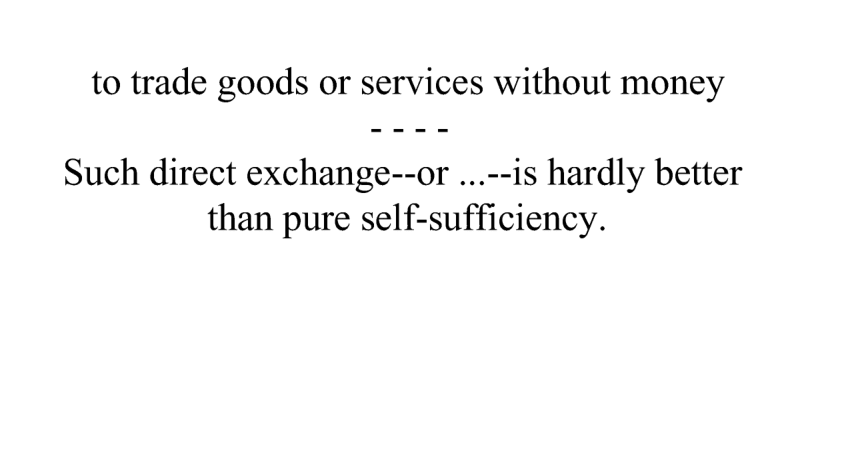 to trade goods or services without money
- - - -
Such direct exchange--or ...--is hardly better
than pure self-sufficiency.